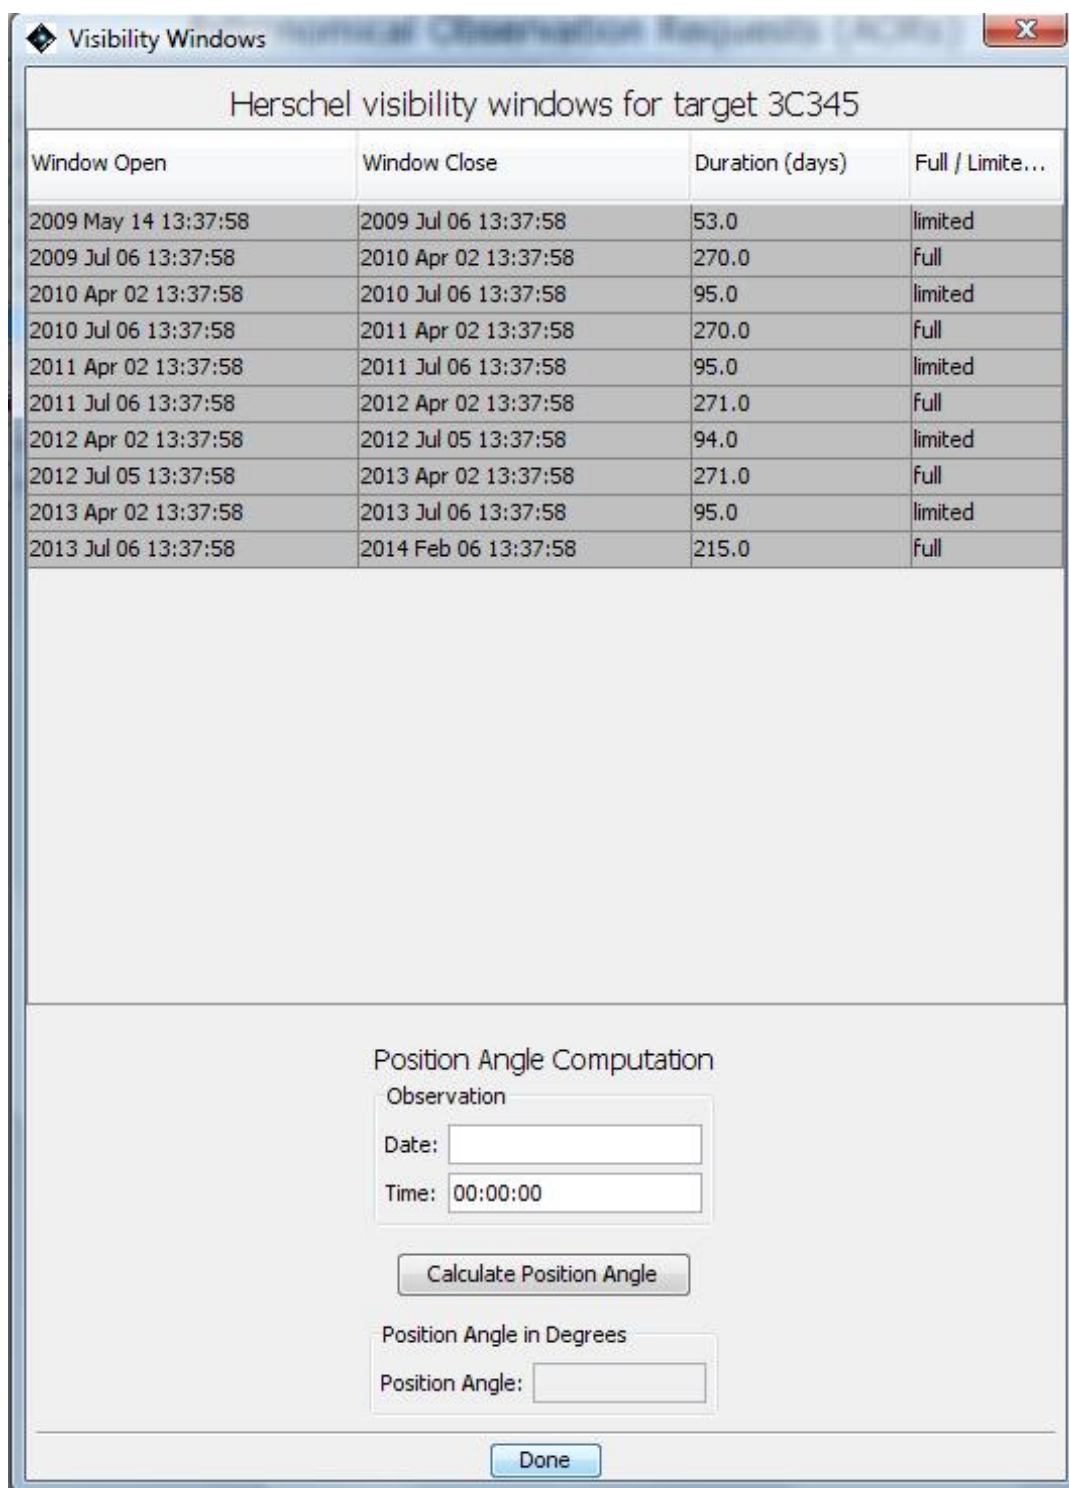 Visibility Windows
Herschel visibility windows for target 3C345
Window Open Window Close Duration (days) Full / Limite...
2009 May 14 13:37:58 2009 Jul 06 13:37:58 53.0 limited
2009 Jul 06 13:37:58 2010 Apr 02 13:37:58 270.0 full
2010 Apr 02 13:37:58 2010 Jul 06 13:37:58 95.0 limited
2010 Jul 06 13:37:58 2011 Apr 02 13:37:58 270.0 full
2011 Apr 02 13:37:58 2011 Jul 06 13:37:58 95.0 limited
2011 Jul 06 13:37:58 2012 Apr 02 13:37:58 271.0 full
2012 Apr 02 13:37:58 2012 Jul 05 13:37:58 94.0 limited
2012 Jul 05 13:37:58 2013 Apr 02 13:37:58 271.0 full
2013 Apr 02 13:37:58 2013 Jul 06 13:37:58 95.0 limited
2013 Jul 06 13:37:58 2014 Feb 06 13:37:58 215.0 full
Position Angle Computation
Observation
Date:
Time: 00:00:00
Calculate Position Angle
Position Angle in Degrees
Position Angle:
Done